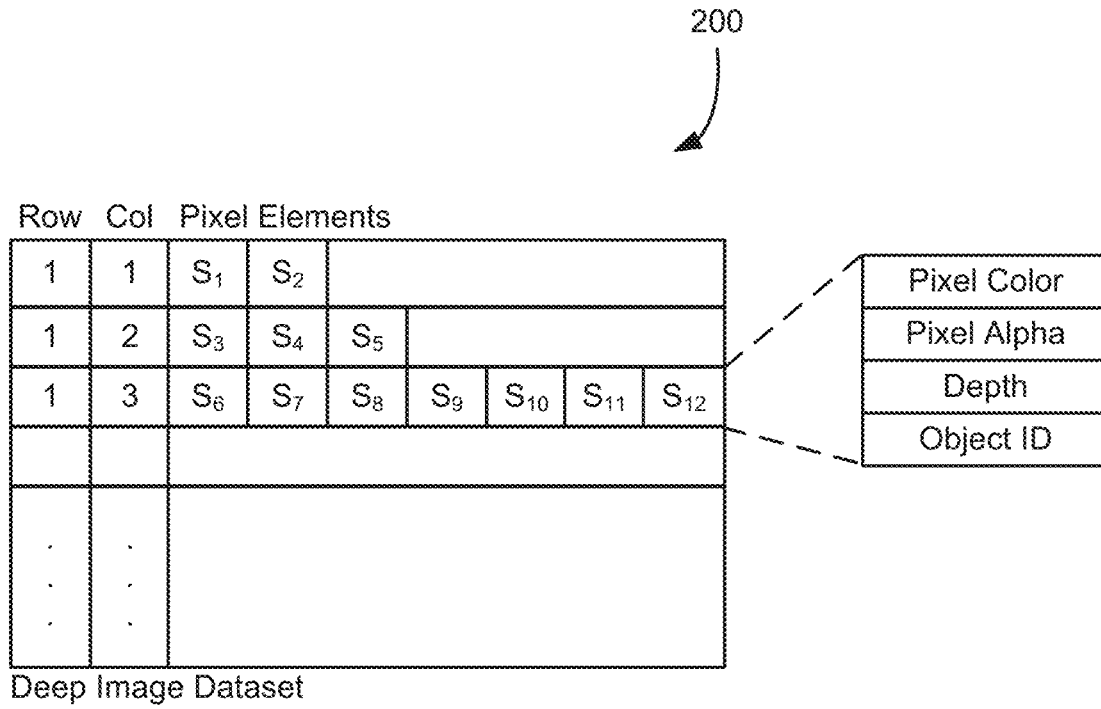 200
Row Col Pixel Elements
1 1 S₁ S₂
1 2 S₃ S₄ S₅
1 3 S₆ S₇ S₈ S₉ S₁₀ S₁₁ S₁₂
Pixel Color
Pixel Alpha
Depth
Object ID
Deep Image Dataset